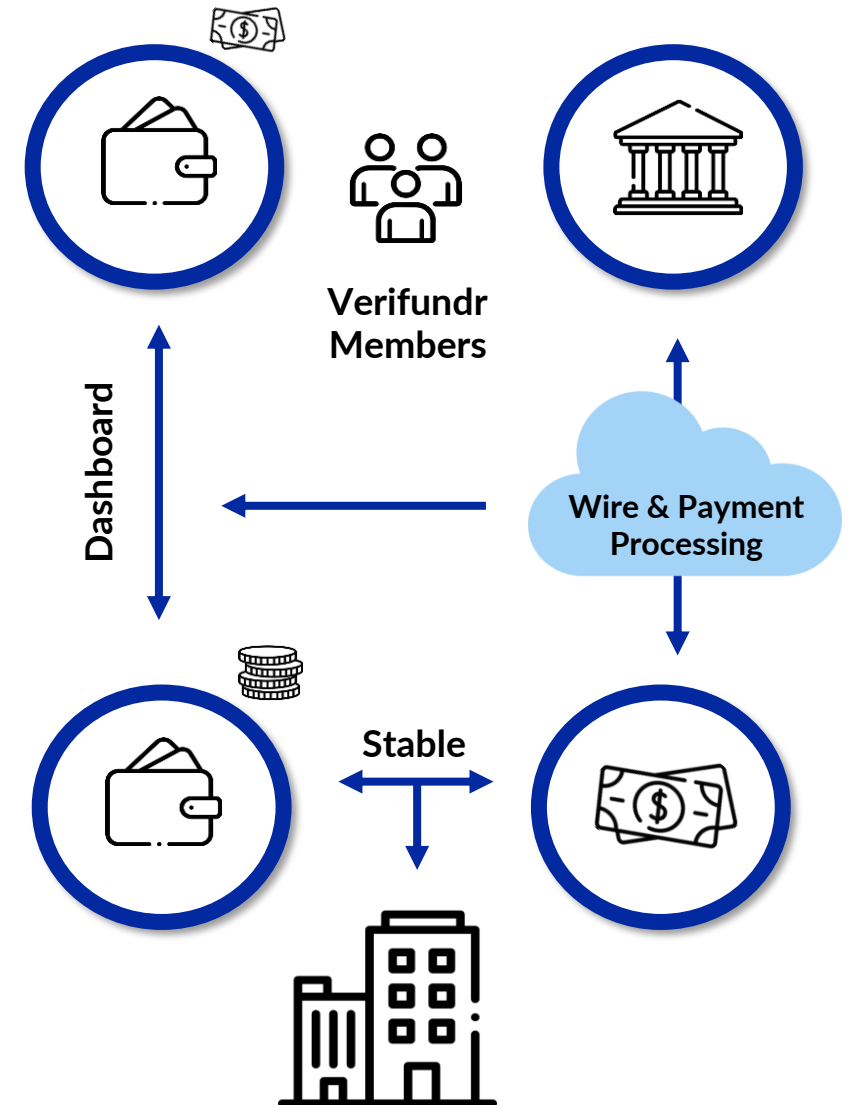 Verifundr
Members
Dashboard
Wire & Payment
Processing
Stable
$
$